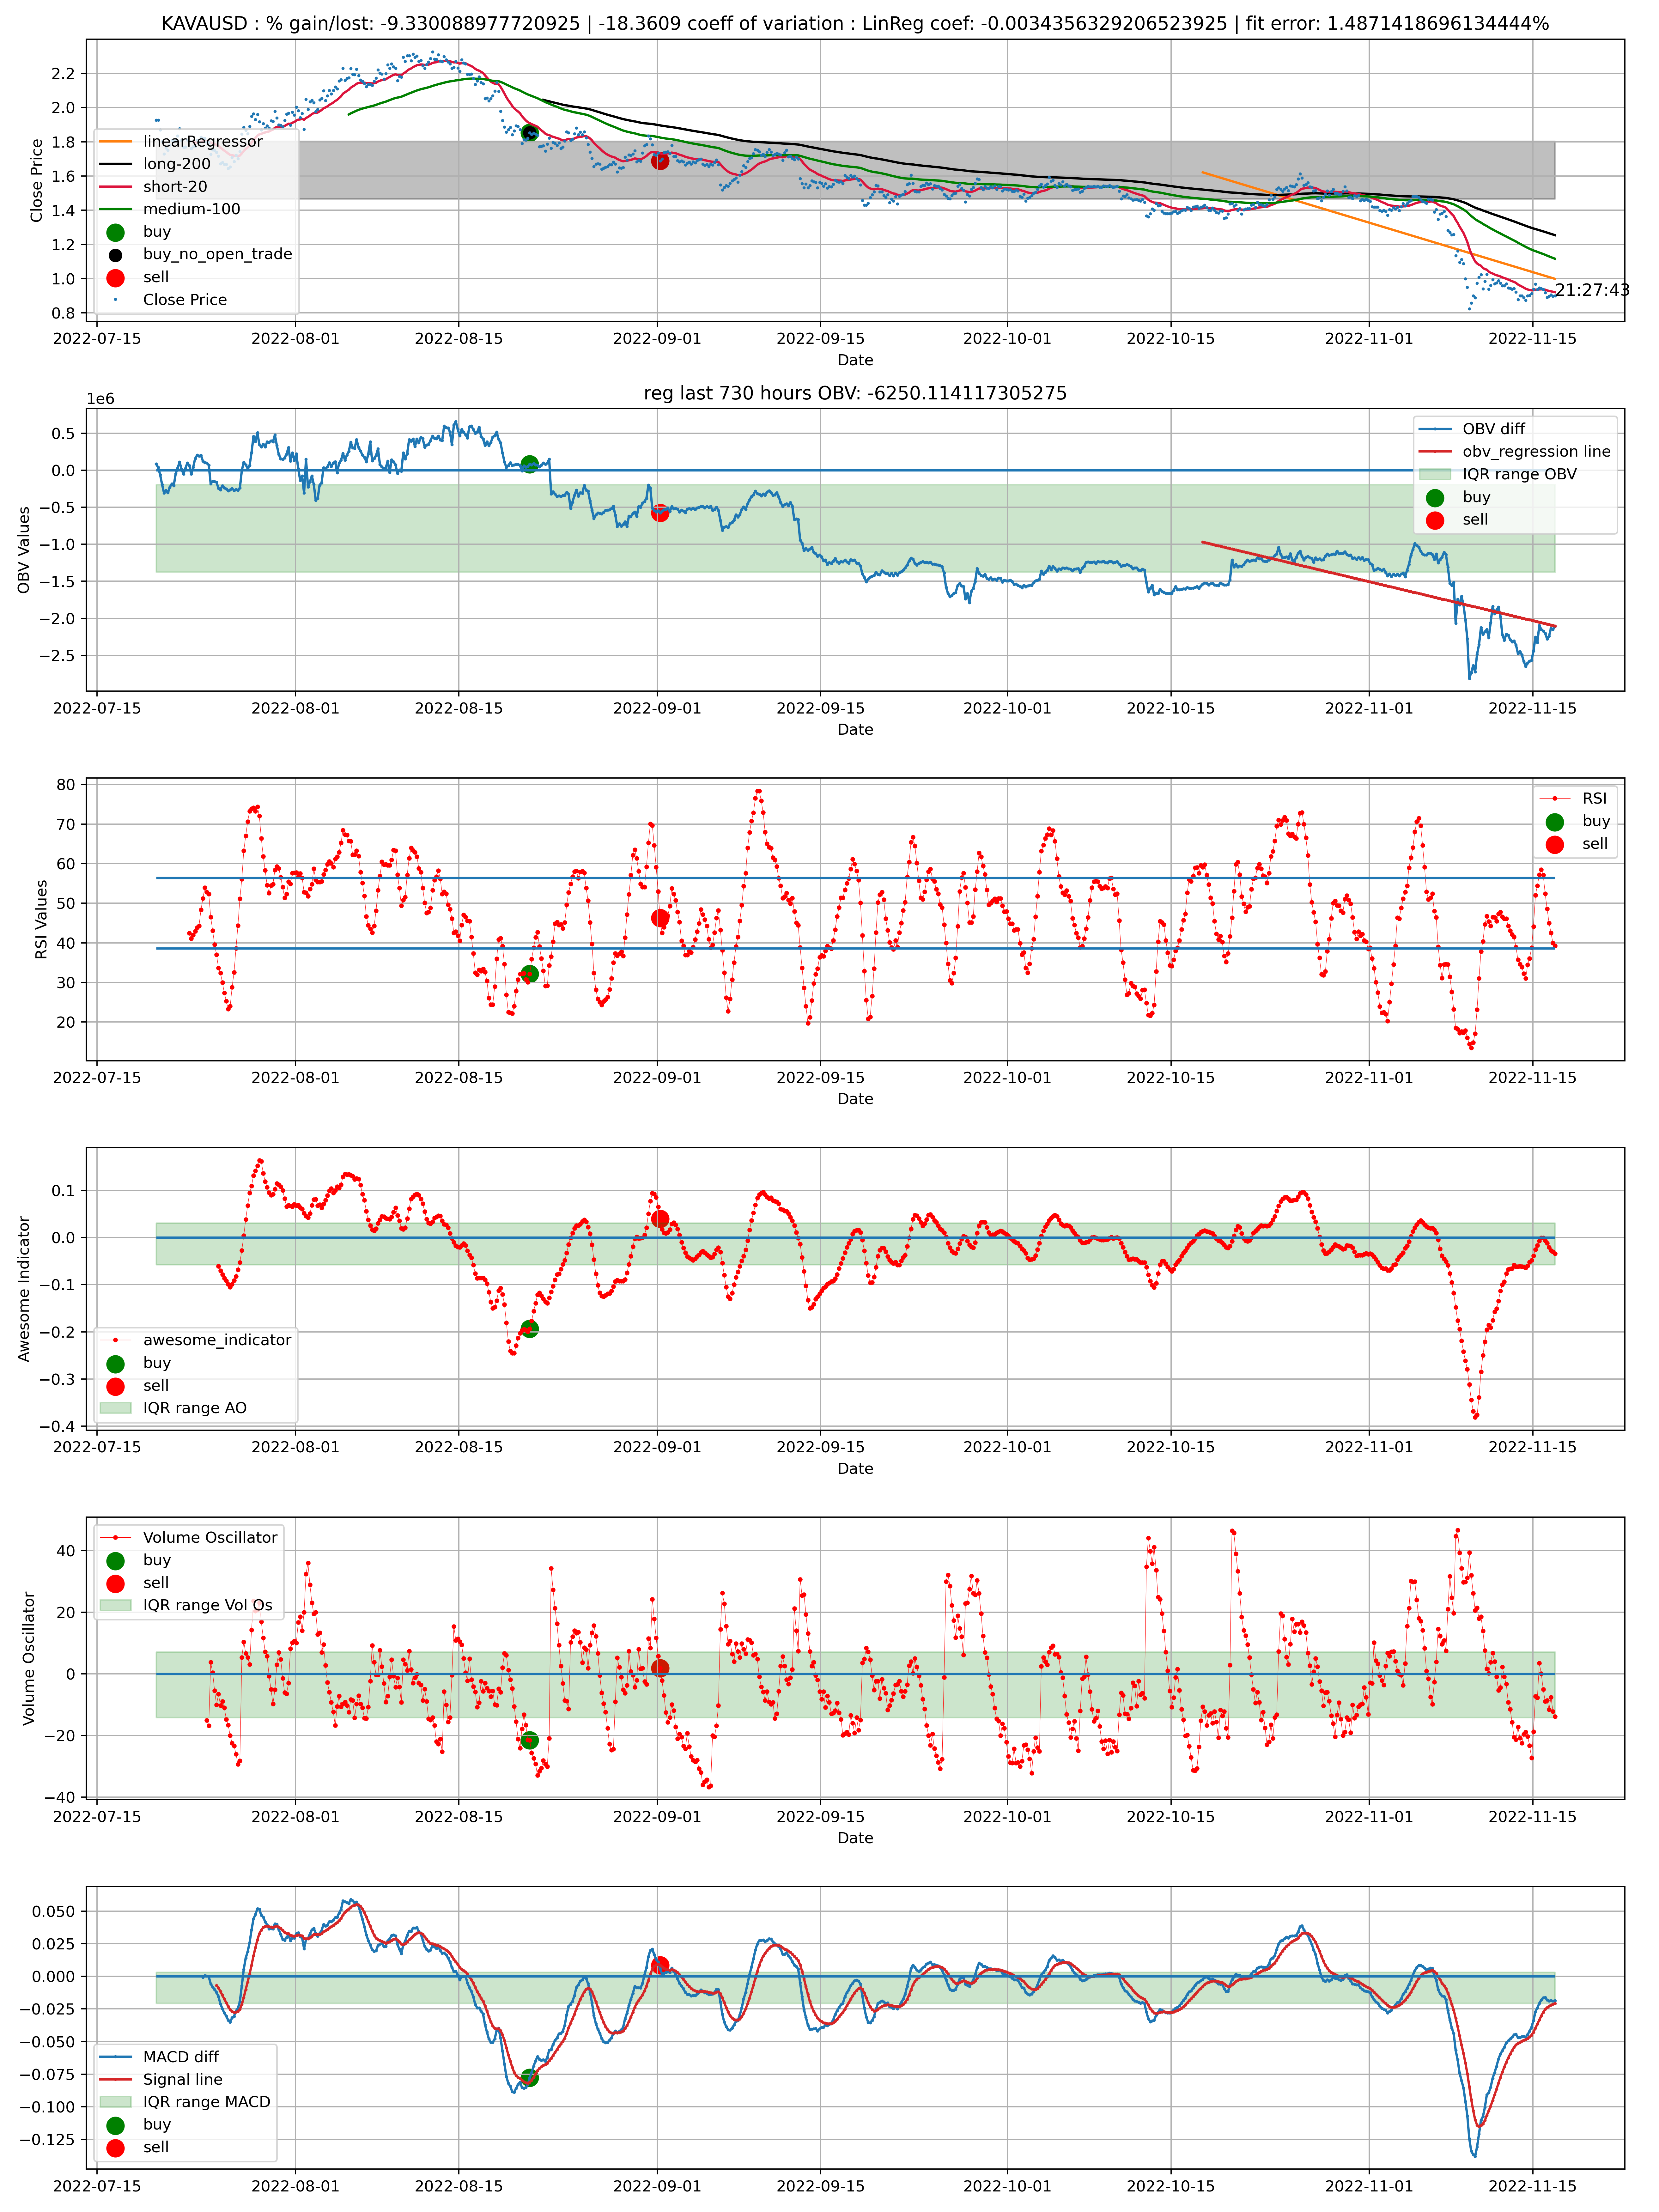 KAVAUSD : % gain/lost: -9.330088977720925 | -18.3609 coeff of variation : LinReg coef: -0.0034356329206523925 | fit error: 1.4871418696134444%
Close Price
2.2
2.0
1.8
1.6
1.4
1.2
1.0
0.8
linearRegressor
long-200
short-20
medium-100
buy
buy_no_open_trade
sell
Close Price
21:27:43
2022-07-15 2022-08-01 2022-08-15 2022-09-01 2022-09-15 2022-10-01 2022-10-15 2022-11-01 2022-11-15
Date
reg last 730 hours OBV: -6250.114117305275
1e6
OBV Values
0.5
0.0
−0.5
−1.0
−1.5
−2.0
−2.5
OBV diff
obv_regression line
IQR range OBV
buy
sell
2022-07-15 2022-08-01 2022-08-15 2022-09-01 2022-09-15 2022-10-01 2022-10-15 2022-11-01 2022-11-15
Date
RSI Values
80
70
60
50
40
30
20
RSI
buy
sell
2022-07-15 2022-08-01 2022-08-15 2022-09-01 2022-09-15 2022-10-01 2022-10-15 2022-11-01 2022-11-15
Date
Awesome Indicator
0.1
0.0
−0.1
−0.2
−0.3
−0.4
awesome_indicator
buy
sell
IQR range AO
2022-07-15 2022-08-01 2022-08-15 2022-09-01 2022-09-15 2022-10-01 2022-10-15 2022-11-01 2022-11-15
Date
Volume Oscillator
40
20
0
−20
−40
Volume Oscillator
buy
sell
IQR range Vol Os
2022-07-15 2022-08-01 2022-08-15 2022-09-01 2022-09-15 2022-10-01 2022-10-15 2022-11-01 2022-11-15
Date
0.050
0.025
0.000
−0.025
−0.050
−0.075
−0.100
−0.125
MACD diff
Signal line
IQR range MACD
buy
sell
2022-07-15 2022-08-01 2022-08-15 2022-09-01 2022-09-15 2022-10-01 2022-10-15 2022-11-01 2022-11-15